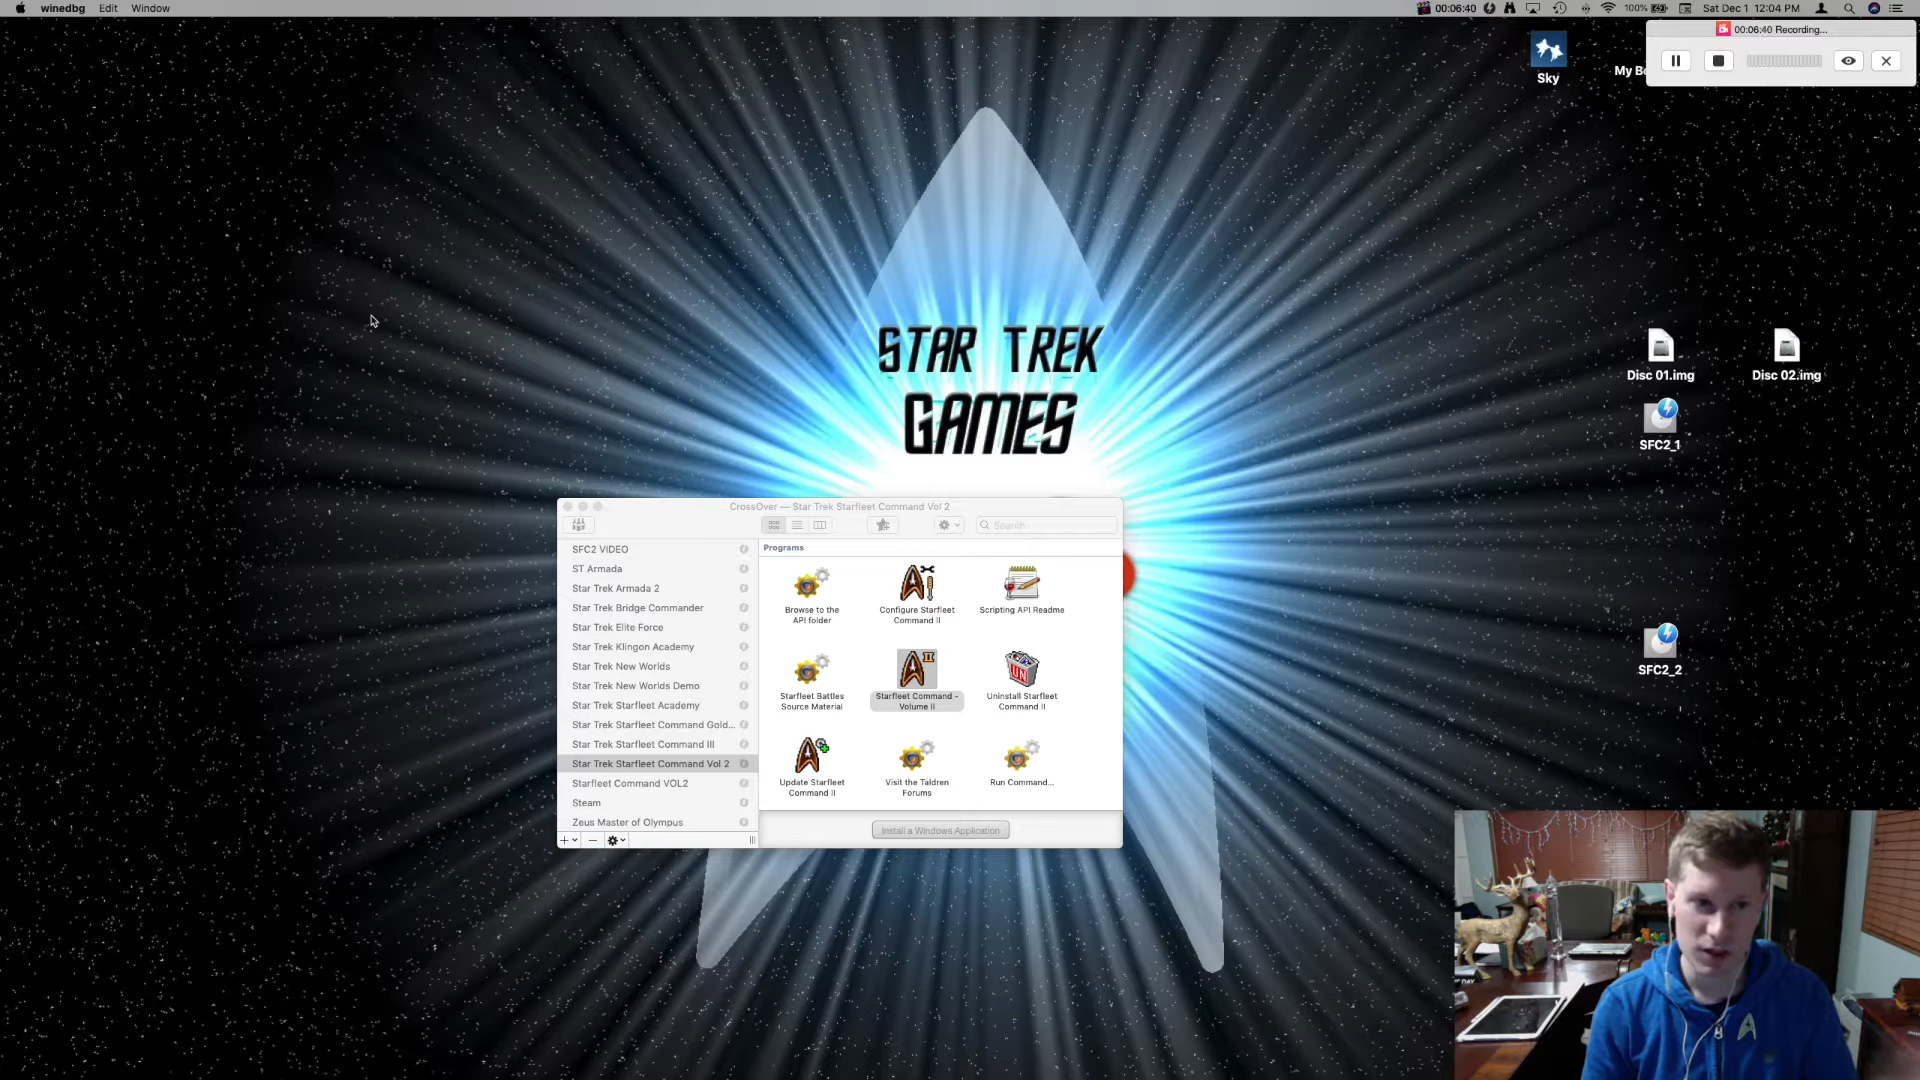 winedbg Edit Window
00:06:40 100% Sat Dec 1 12:04 PM
00:06:40 Recording...
Sky
My Bo
STAR TREK
GAMES
Disc 01.img
Disc 02.img
SFC2_1
SFC2_2
CrossOver — Star Trek Starfleet Command Vol 2
Search
SFC2 VIDEO
ST Armada
Star Trek Armada 2
Star Trek Bridge Commander
Star Trek Elite Force
Star Trek Klingon Academy
Star Trek New Worlds
Star Trek New Worlds Demo
Star Trek Starfleet Academy
Star Trek Starfleet Command Gold...
Star Trek Starfleet Command III
Star Trek Starfleet Command Vol 2
Starfleet Command VOL2
Steam
Zeus Master of Olympus
Programs
Browse to the
API folder
Configure Starfleet
Command II
Scripting API Readme
Starfleet Battles
Source Material
II
Starfleet Command -
Volume II
UN
Uninstall Starfleet
Command II
Update Starfleet
Command II
Visit the Taldren
Forums
Run Command...
Install a Windows Application